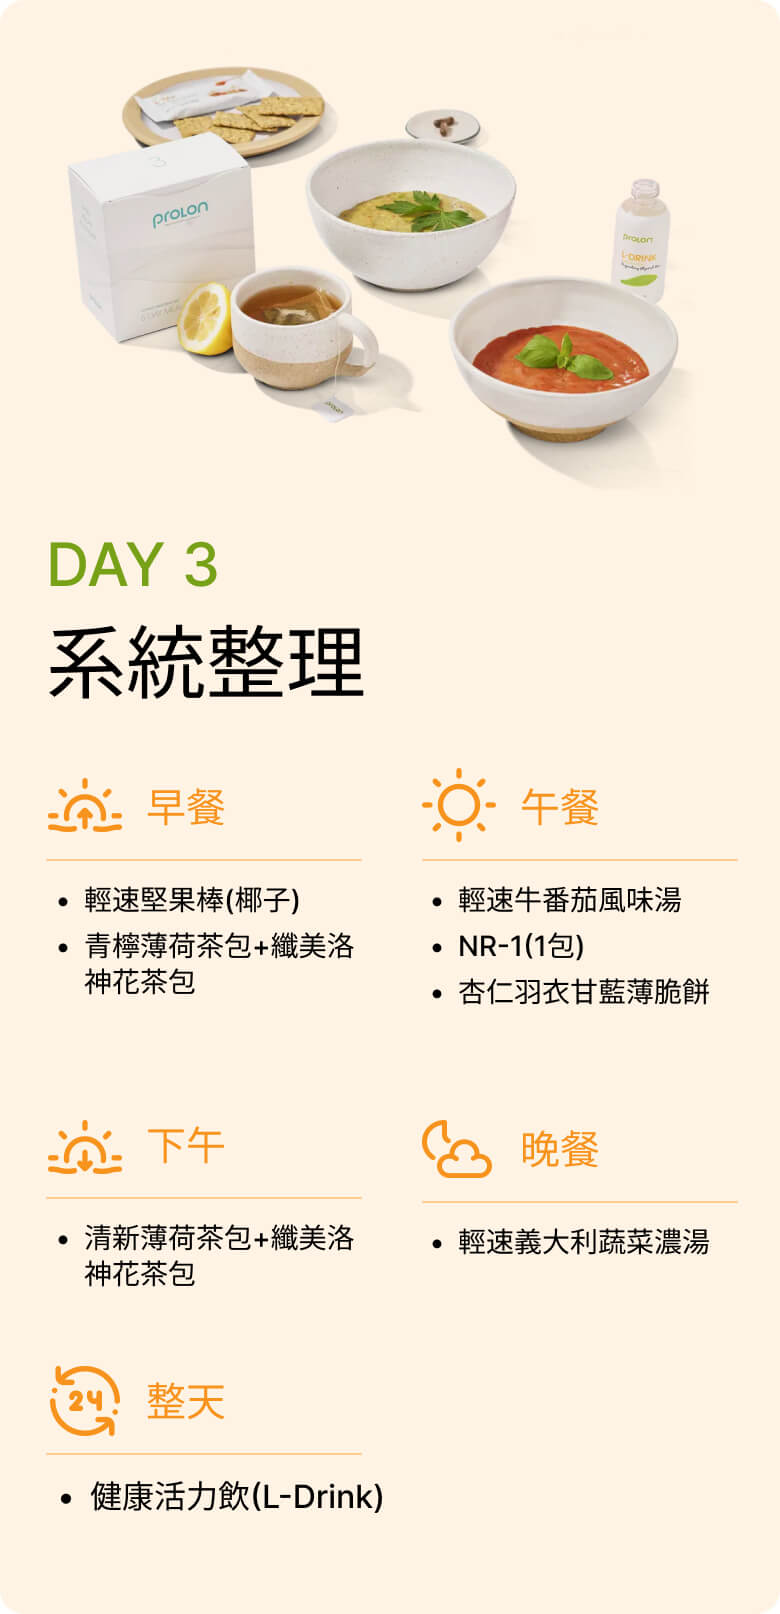 3
PROLON
PROLON
L-DRINK
PROLON
DAY 3
系統整理
早餐
• 輕速堅果棒(椰子)
• 青檸薄荷茶包+纖美洛
神花茶包
午餐
• 輕速牛番茄風味湯
• NR-1(1包)
• 杏仁羽衣甘藍薄脆餅
下午
• 清新薄荷茶包+纖美洛
神花茶包
晚餐
• 輕速義大利蔬菜濃湯
24
整天
• 健康活力飲(L-Drink)